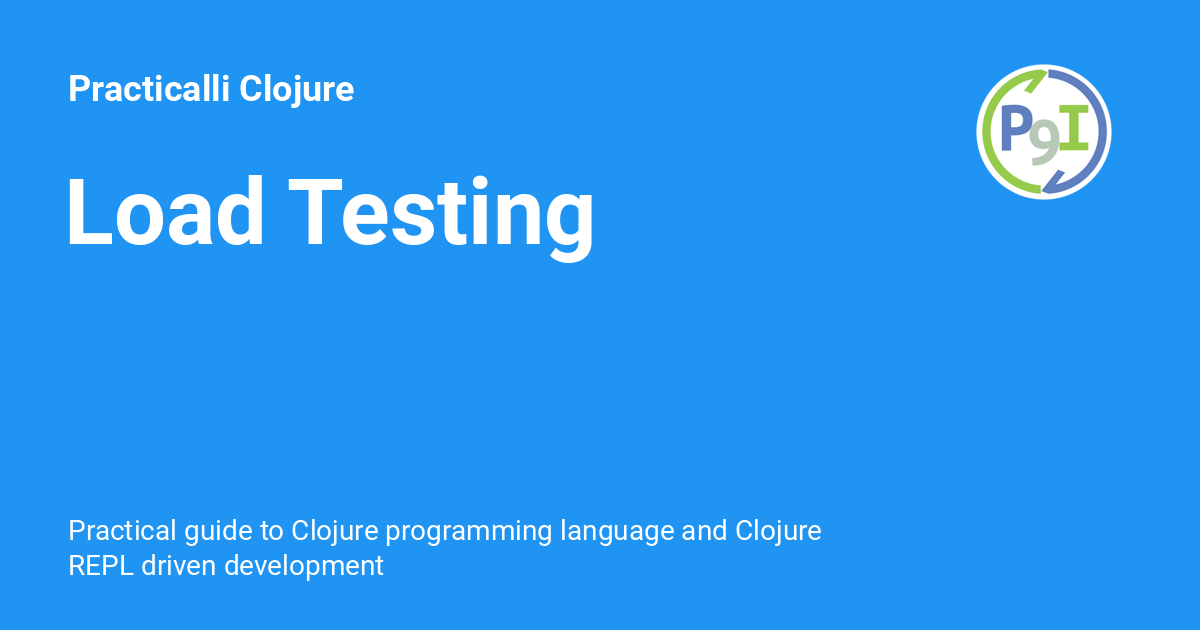 Practicalli Clojure
Load Testing
P9I
Practical guide to Clojure programming language and Clojure
REPL driven development